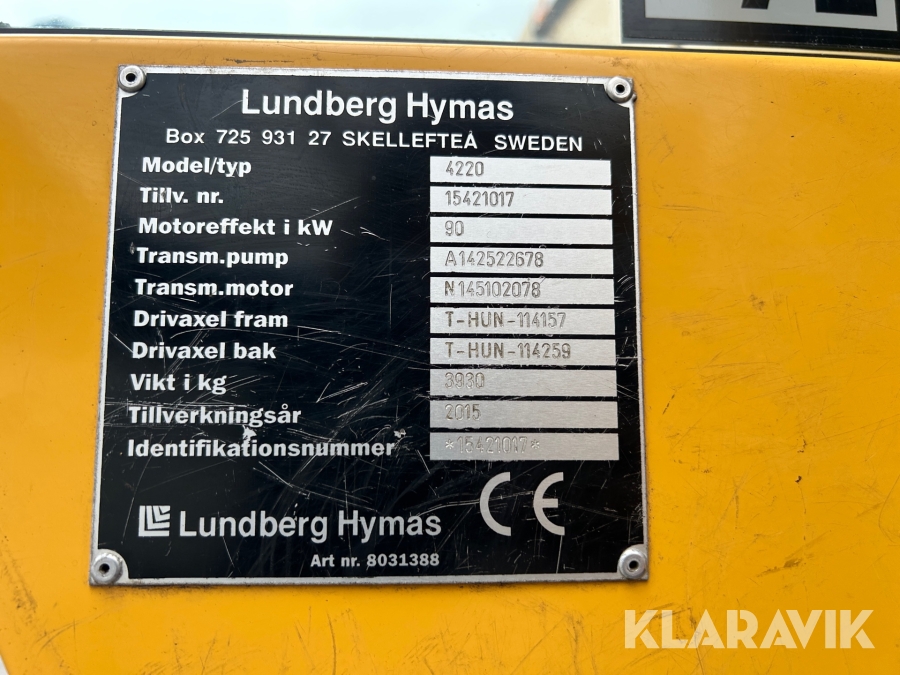 Lundberg Hymas
Box 725 931 27 SKELLEFTEÅ SWEDEN
Model/typ 4220
Tillv. nr. 15421017
Motoreffekt i kW 90
Transm.pump A142522678
Transm.motor N145102078
Drivaxel fram T-HUN-114157
Drivaxel bak T-HUN-114259
Vikt i kg 3930
Tillverkningsår 2015
Identifikationsnummer *15421017*
Lundberg Hymas CE
Art nr. 8031388
KLARAVIK